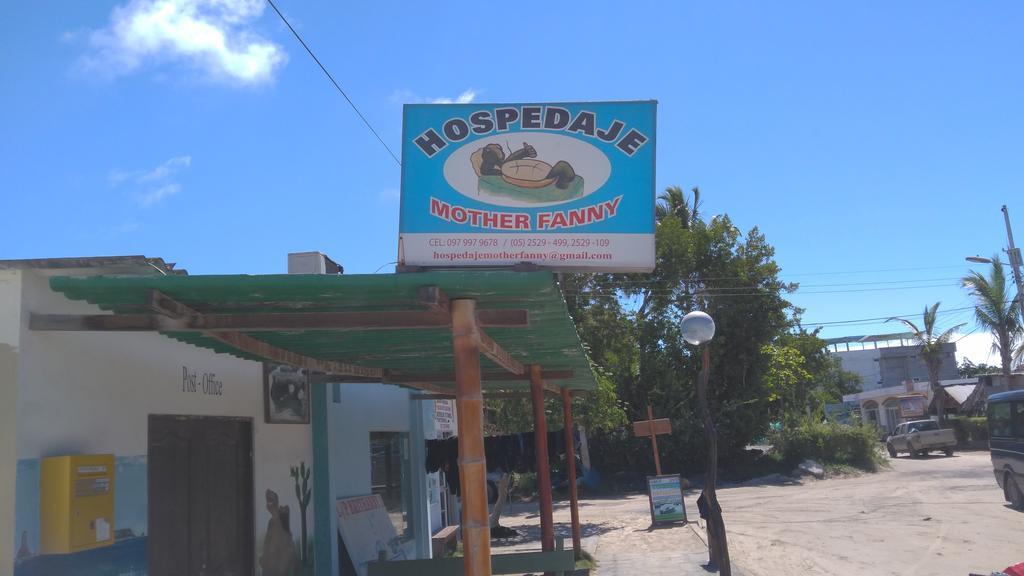 HOSPEDAJE
MOTHER FANNY
CEL: 097 997 9678 / (05) 2529 - 499, 2529 -109
hospedajemotherfanny@gmail.com
Post - Office